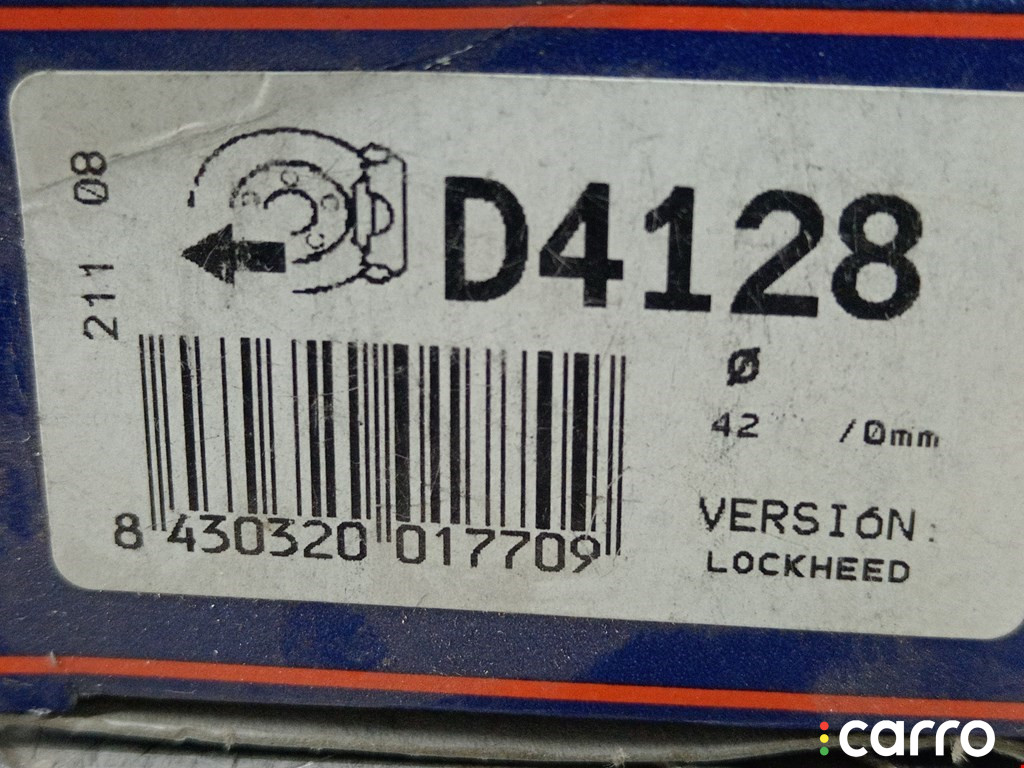 211 08
D4128
Ø
42 /0mm
8 430320 017709
VERSIÓN:
LOCKHEED
carro